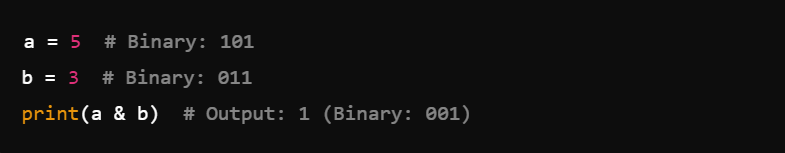 a = 5  # Binary: 101
b = 3  # Binary: 011
print(a & b)  # Output: 1 (Binary: 001)